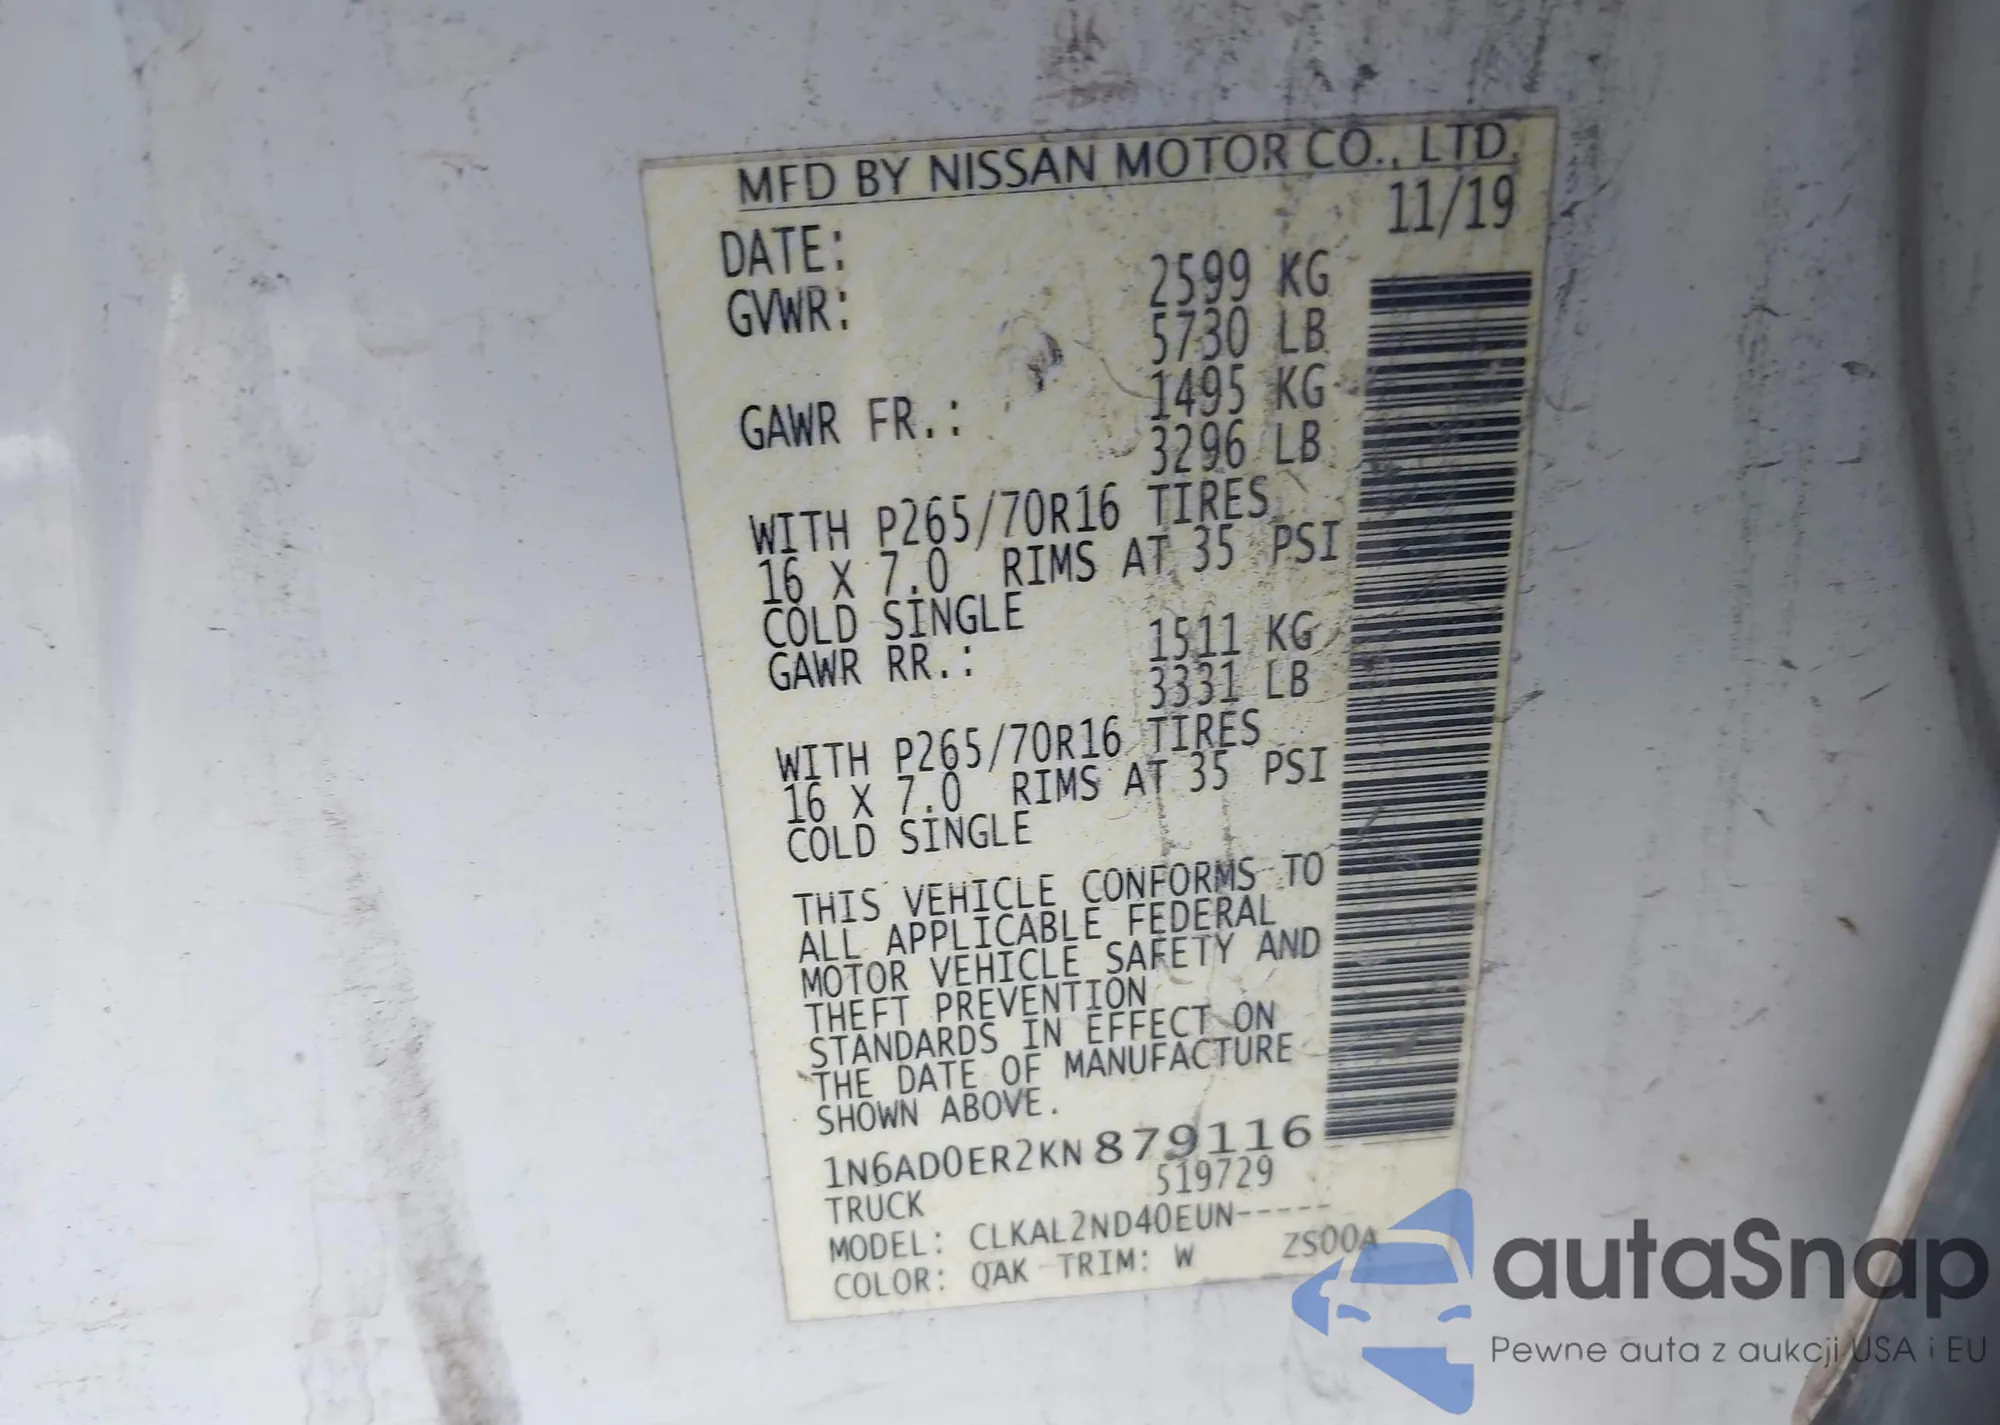 MFD BY NISSAN MOTOR CO., LTD.
DATE: 11/19
GVWR: 2599 KG
5730 LB
GAWR FR.: 1495 KG
3296 LB
WITH P265/70R16 TIRES
16 X 7.0 RIMS AT 35 PSI
COLD SINGLE
GAWR RR.: 1511 KG
3331 LB
WITH P265/70R16 TIRES
16 X 7.0 RIMS AT 35 PSI
COLD SINGLE
THIS VEHICLE CONFORMS TO
ALL APPLICABLE FEDERAL
MOTOR VEHICLE SAFETY AND
THEFT PREVENTION
STANDARDS IN EFFECT ON
THE DATE OF MANUFACTURE
SHOWN ABOVE.
1N6AD0ER2KN879116
TRUCK 519729
MODEL: CLKAL2ND40EUN-----
COLOR: QAK TRIM: W ZS00A
autaSnap
Pewne auta z aukcji USA i EU